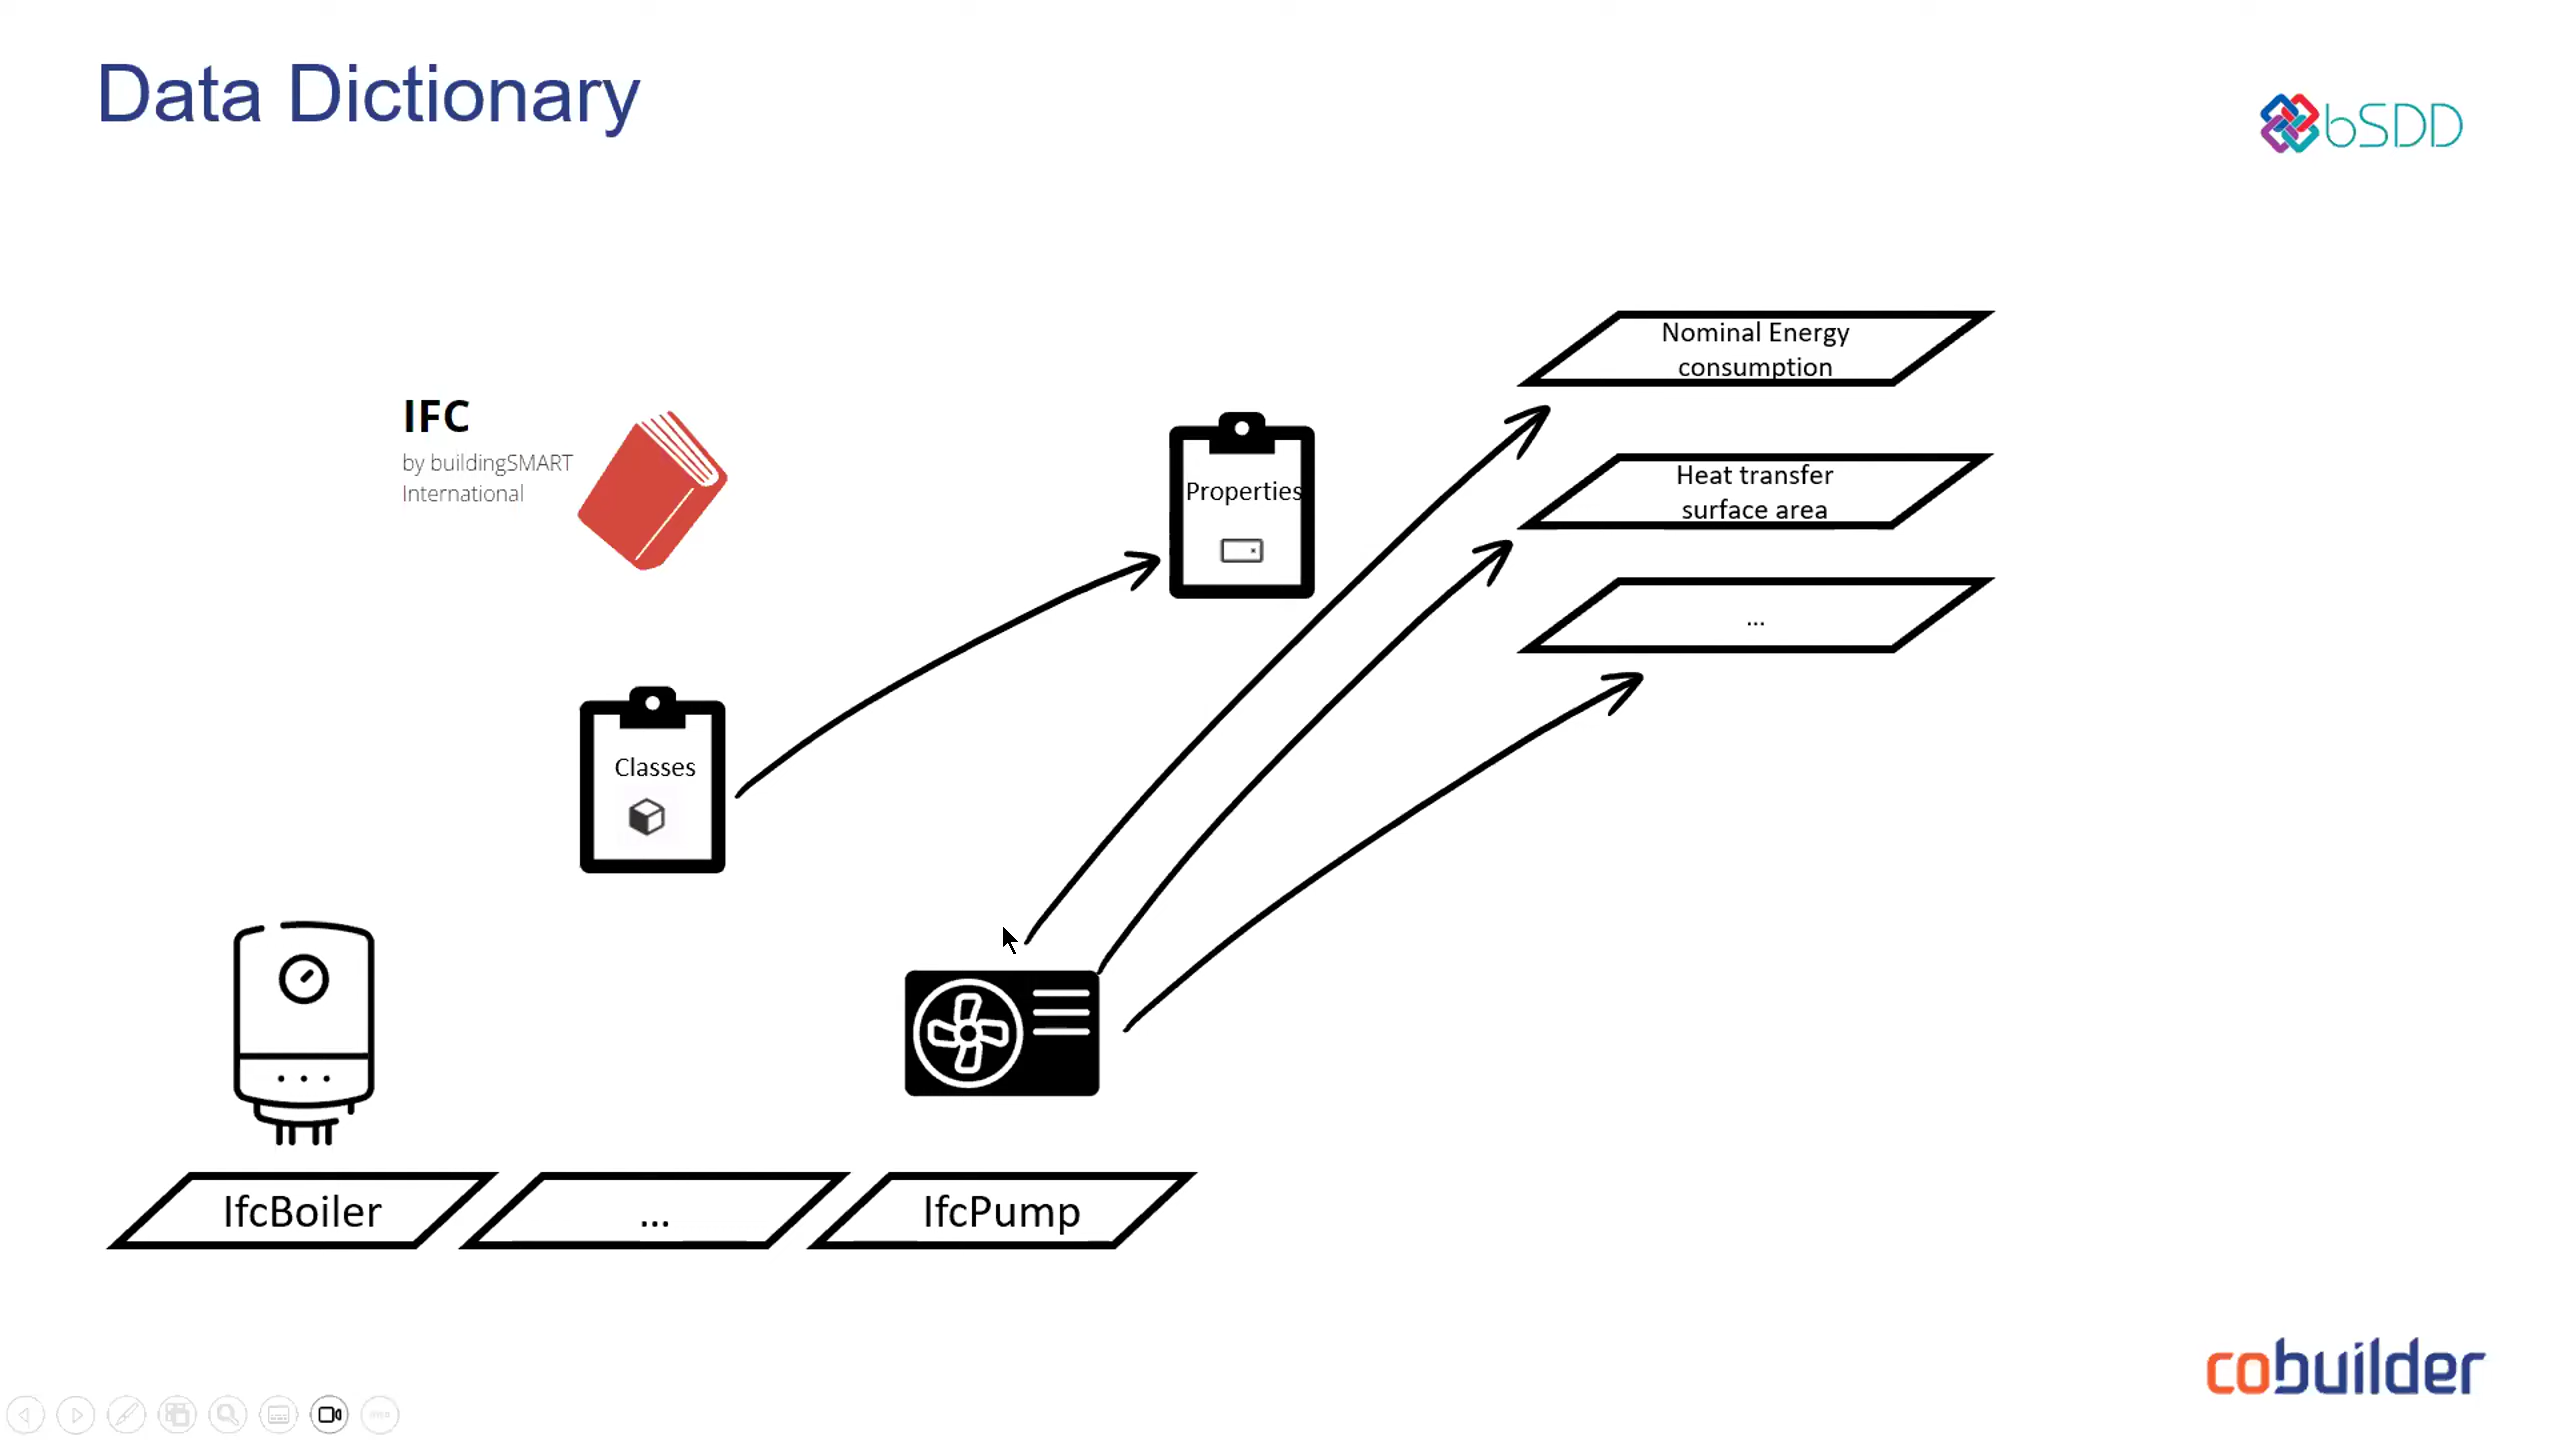 Data Dictionary
bSDD
IFC
by buildingSMART
International
Properties
Nominal Energy
consumption
Heat transfer
surface area
...
Classes
IfcBoiler
...
IfcPump
cobuilder